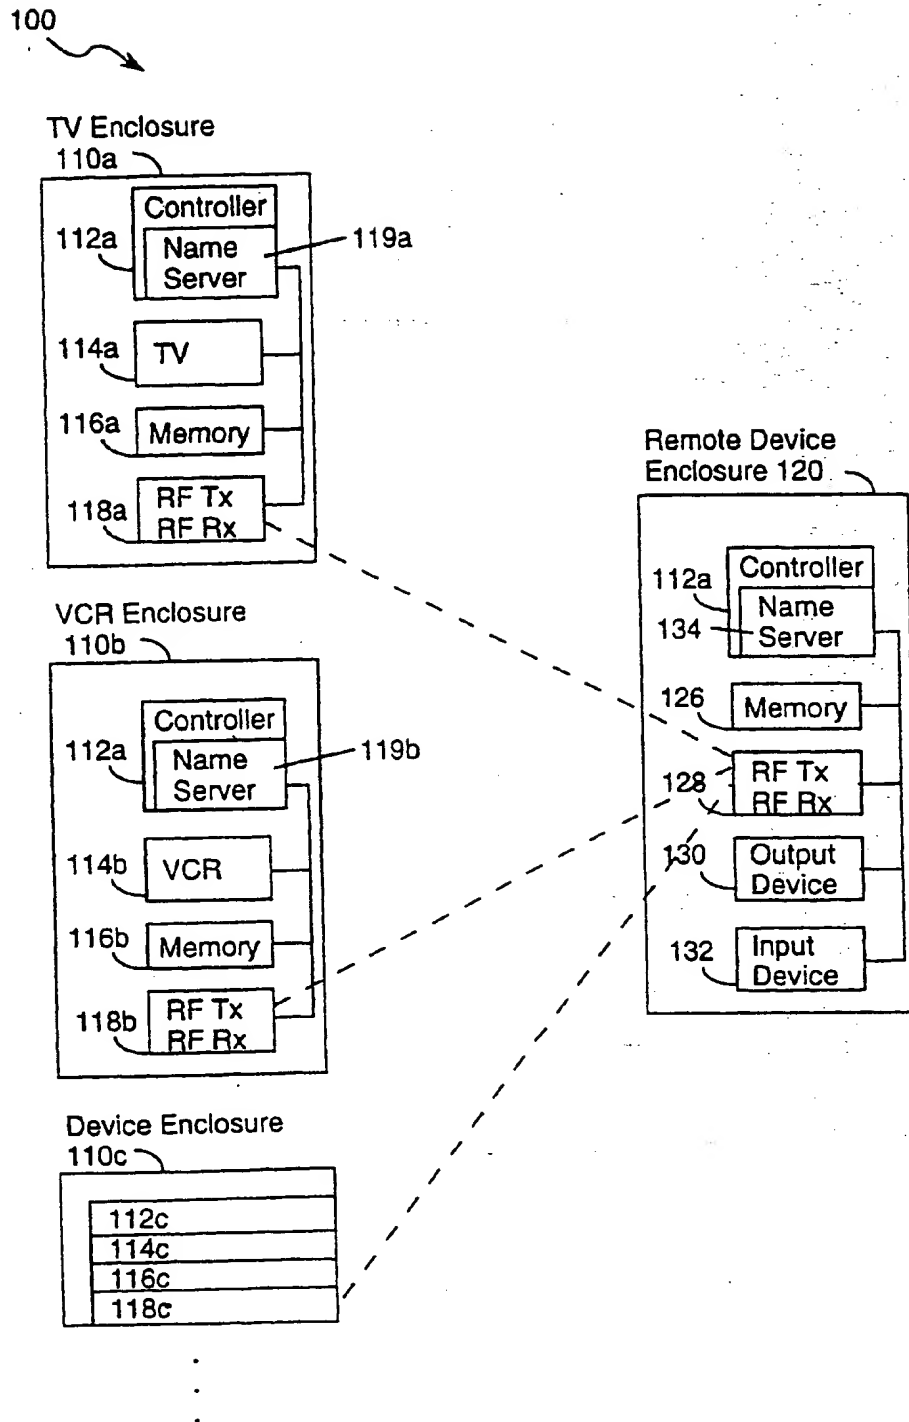 100
TV Enclosure
110a
Controller
112a
Name
Server
119a
114a
TV
116a
Memory
118a
RF Tx
RF Rx
VCR Enclosure
110b
Controller
112a
Name
Server
119b
114b
VCR
116b
Memory
118b
RF Tx
RF Rx
Device Enclosure
110c
112c
114c
116c
118c
Remote Device
Enclosure 120
Controller
112a
Name
134
Server
126
Memory
128
RF Tx
RF Rx
130
Output
Device
132
Input
Device